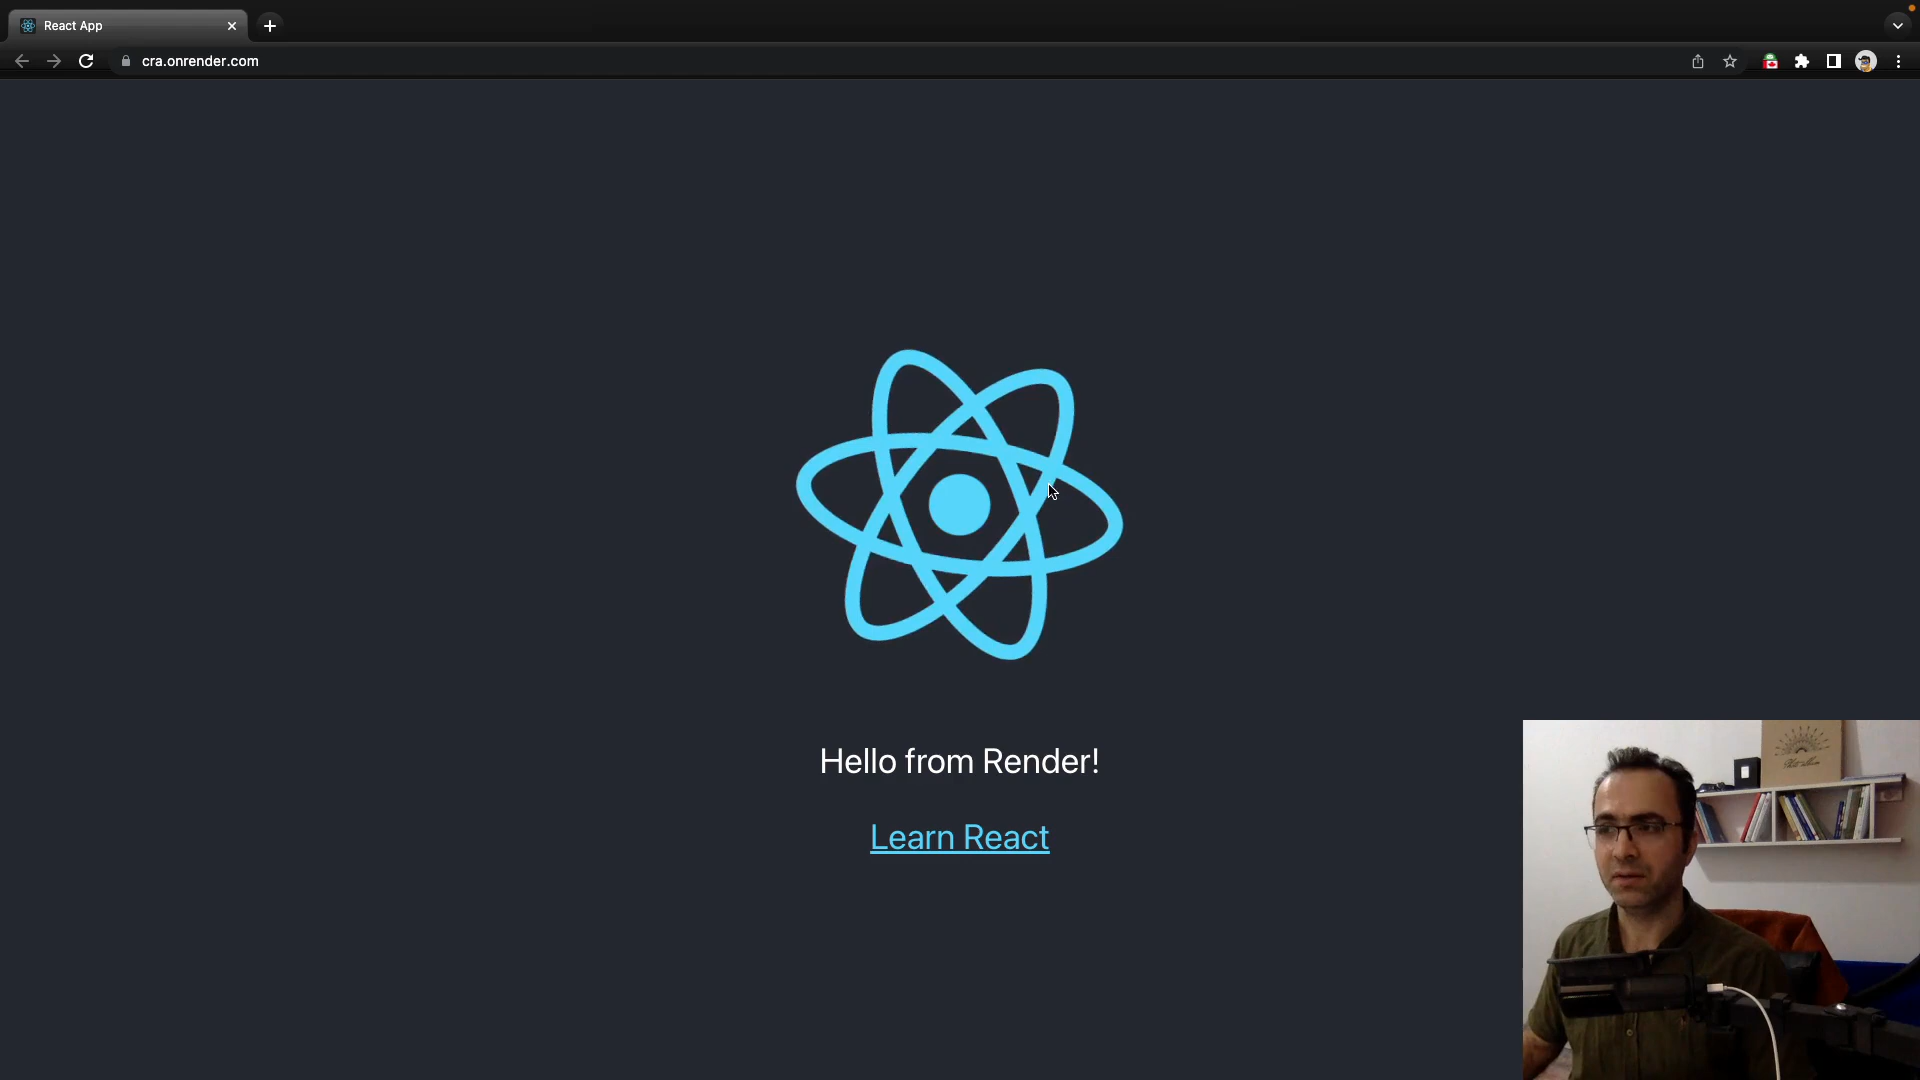 React App
cra.onrender.com
Hello from Render!
Learn React